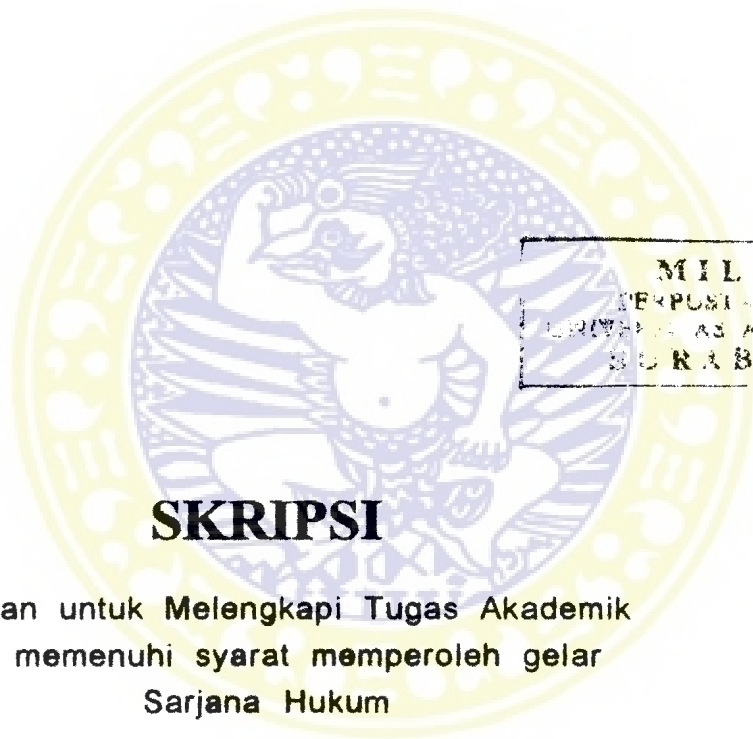 M I L
SKRIPSI
an untuk Melengkapi Tugas Akademik
memenuhi syarat memperoleh gelar
Sarjana Hukum